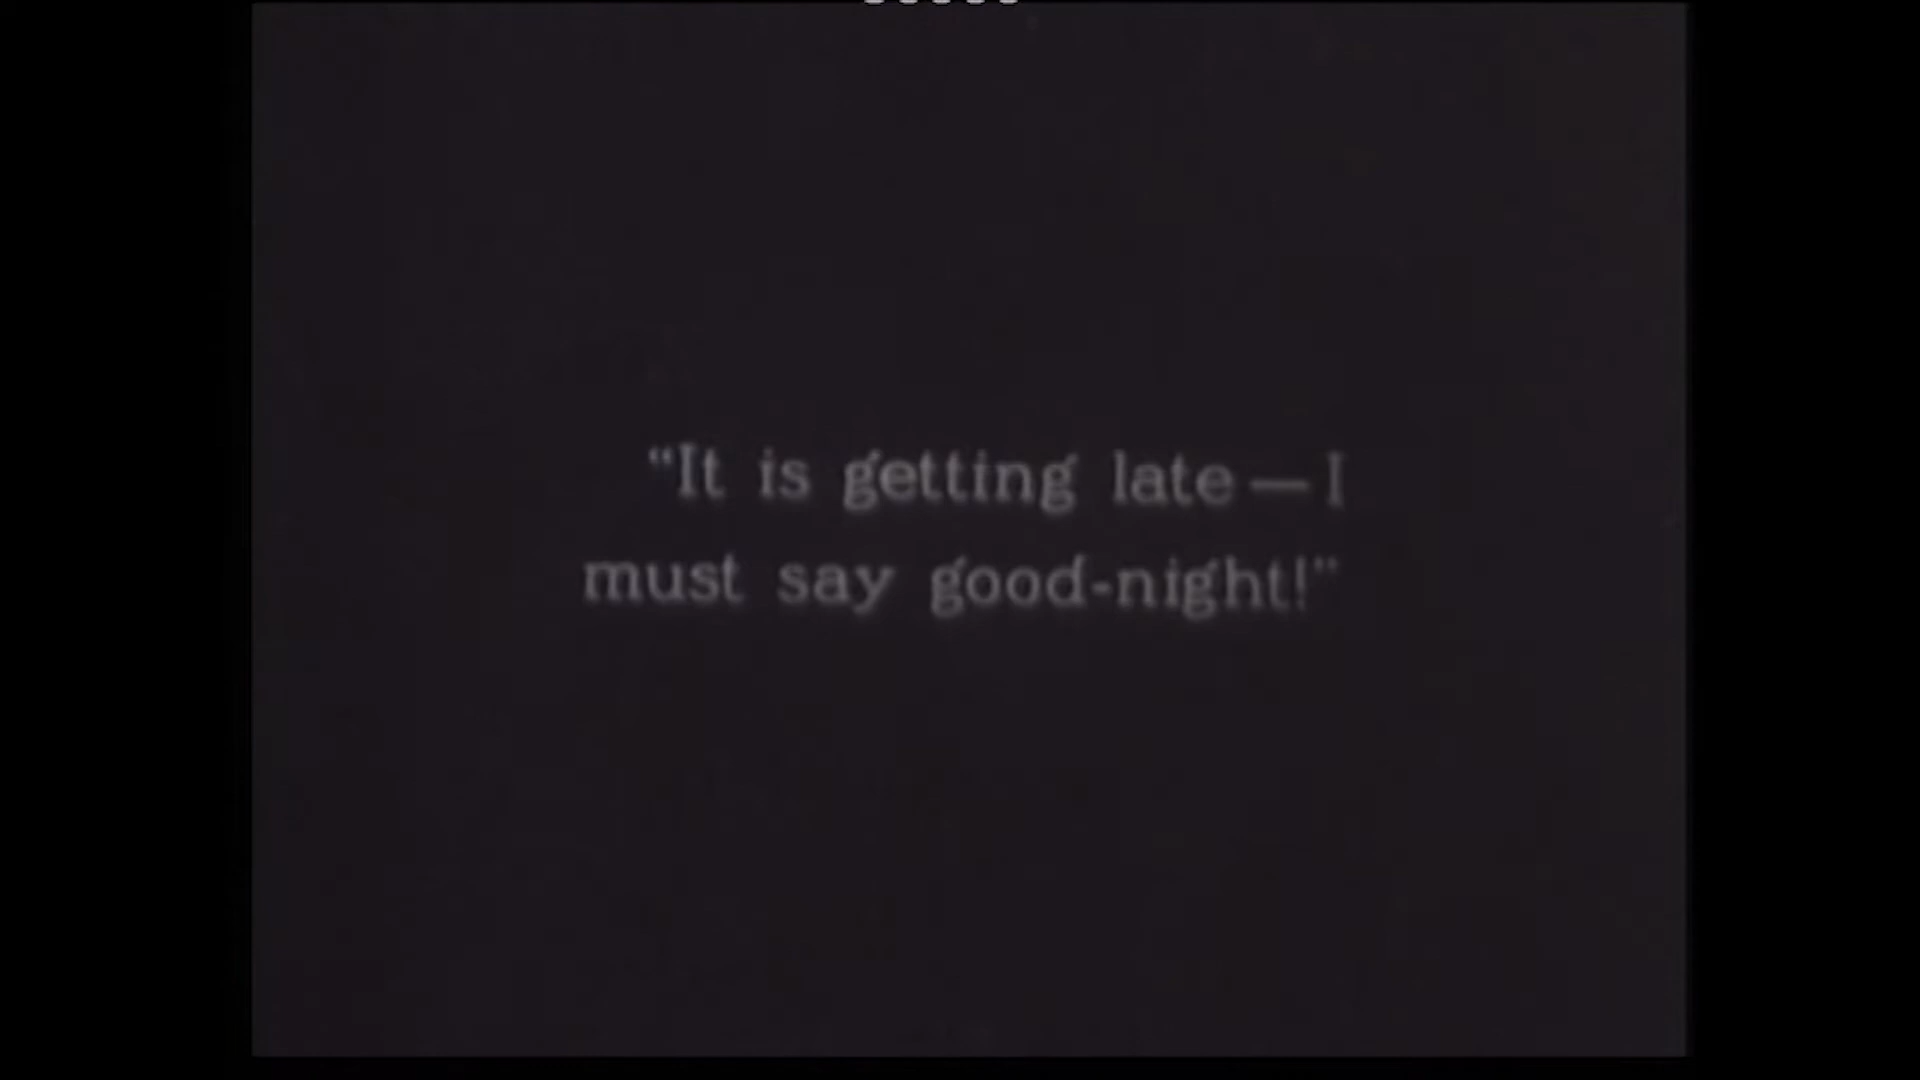 “It is getting late — I
must say good-night!”